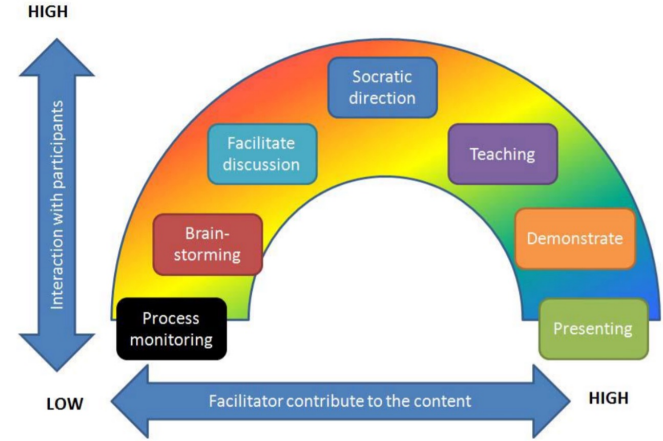 HIGH
Socratic
direction
Facilitate
discussion
Teaching
Interaction with participants
Brain-
storming
Demonstrate
Process
monitoring
Presenting
LOW
Facilitator contribute to the content
HIGH